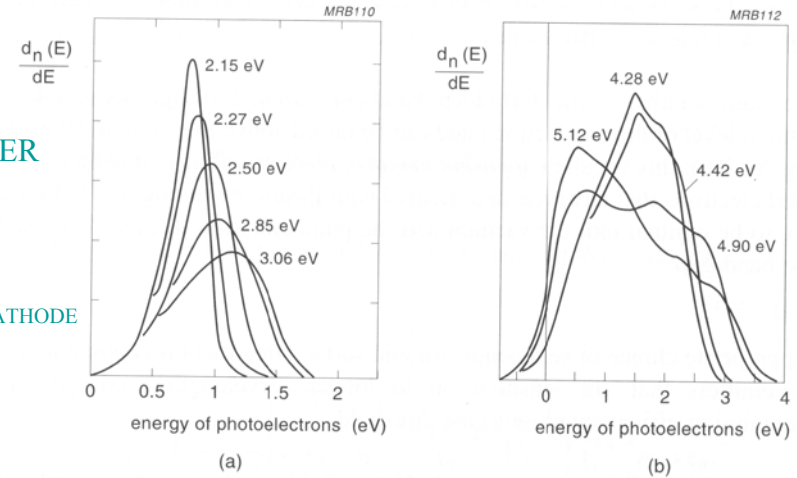 MRB110
dn (E)
dE
2.15 eV
2.27 eV
2.50 eV
2.85 eV
3.06 eV
0 0.5 1 1.5 2
energy of photoelectrons (eV)
(a)
ER
ATHODE
MRB112
dn (E)
dE
4.28 eV
5.12 eV
4.42 eV
4.90 eV
0 1 2 3 4
energy of photoelectrons (eV)
(b)